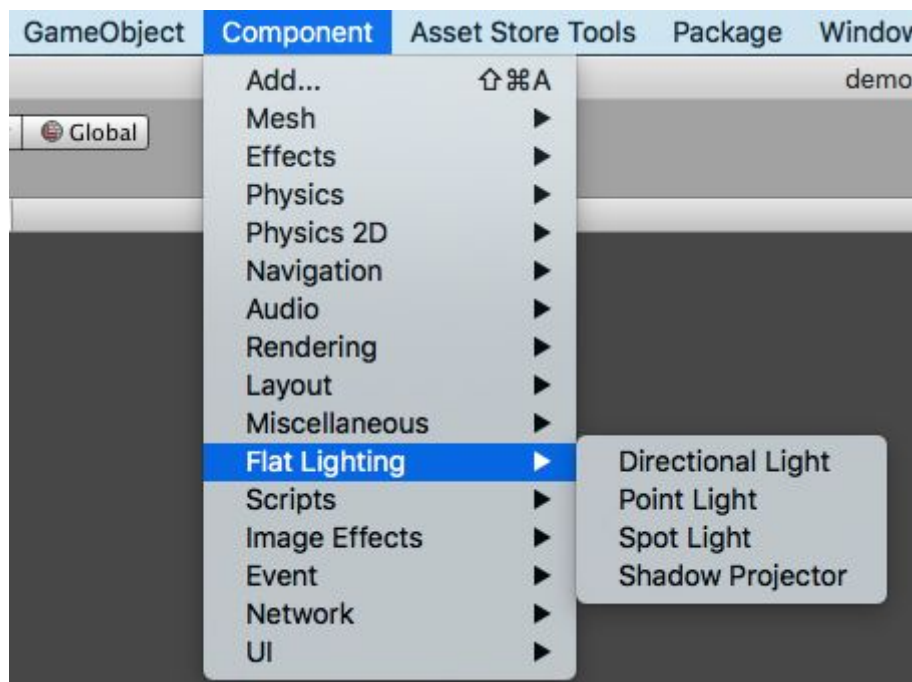 GameObject Component Asset Store Tools Package Window
demo
Global
Add... ⇧⌘A
Mesh
Effects
Physics
Physics 2D
Navigation
Audio
Rendering
Layout
Miscellaneous
Flat Lighting
Directional Light
Point Light
Spot Light
Shadow Projector
Scripts
Image Effects
Event
Network
UI